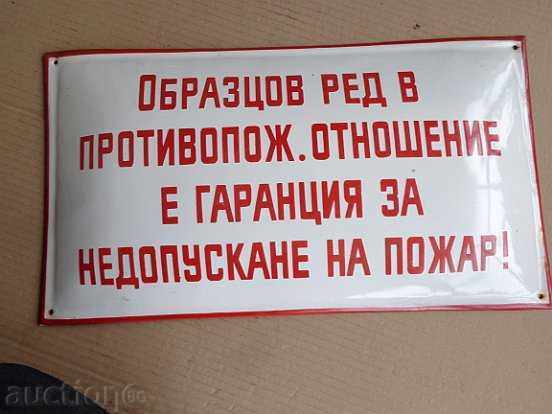 ОБРАЗЦОВ РЕД В
ПРОТИВОПОЖ. ОТНОШЕНИЕ
Е ГАРАНЦИЯ ЗА
НЕДОПУСКАНЕ НА ПОЖАР!
auction.bg